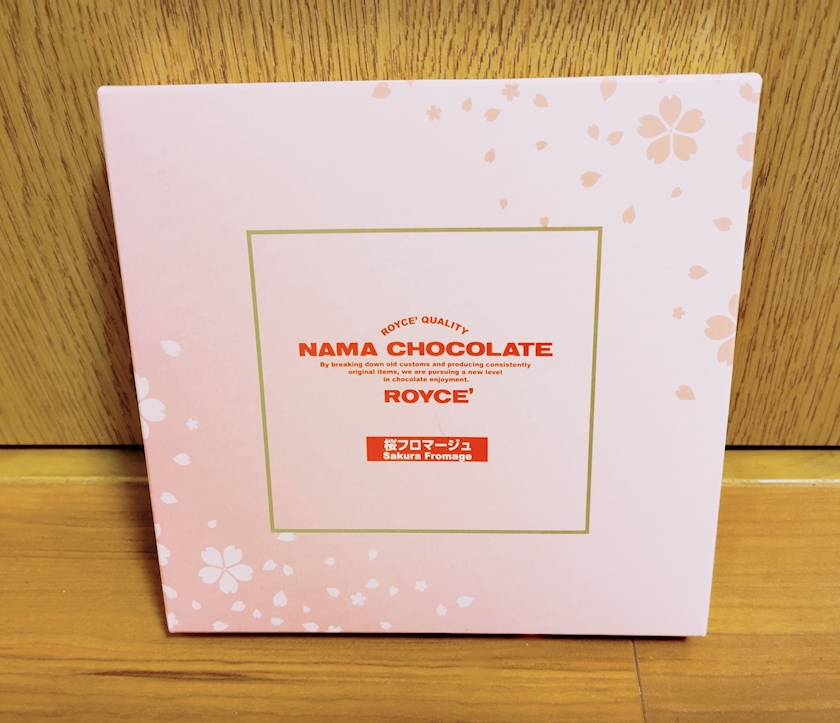 ROYCE' QUALITY
NAMA CHOCOLATE
By breaking down old customs and producing consistently
original items, we are pursuing a new level
in chocolate enjoyment.
ROYCE'
桜フロマージュ
Sakura Fromage